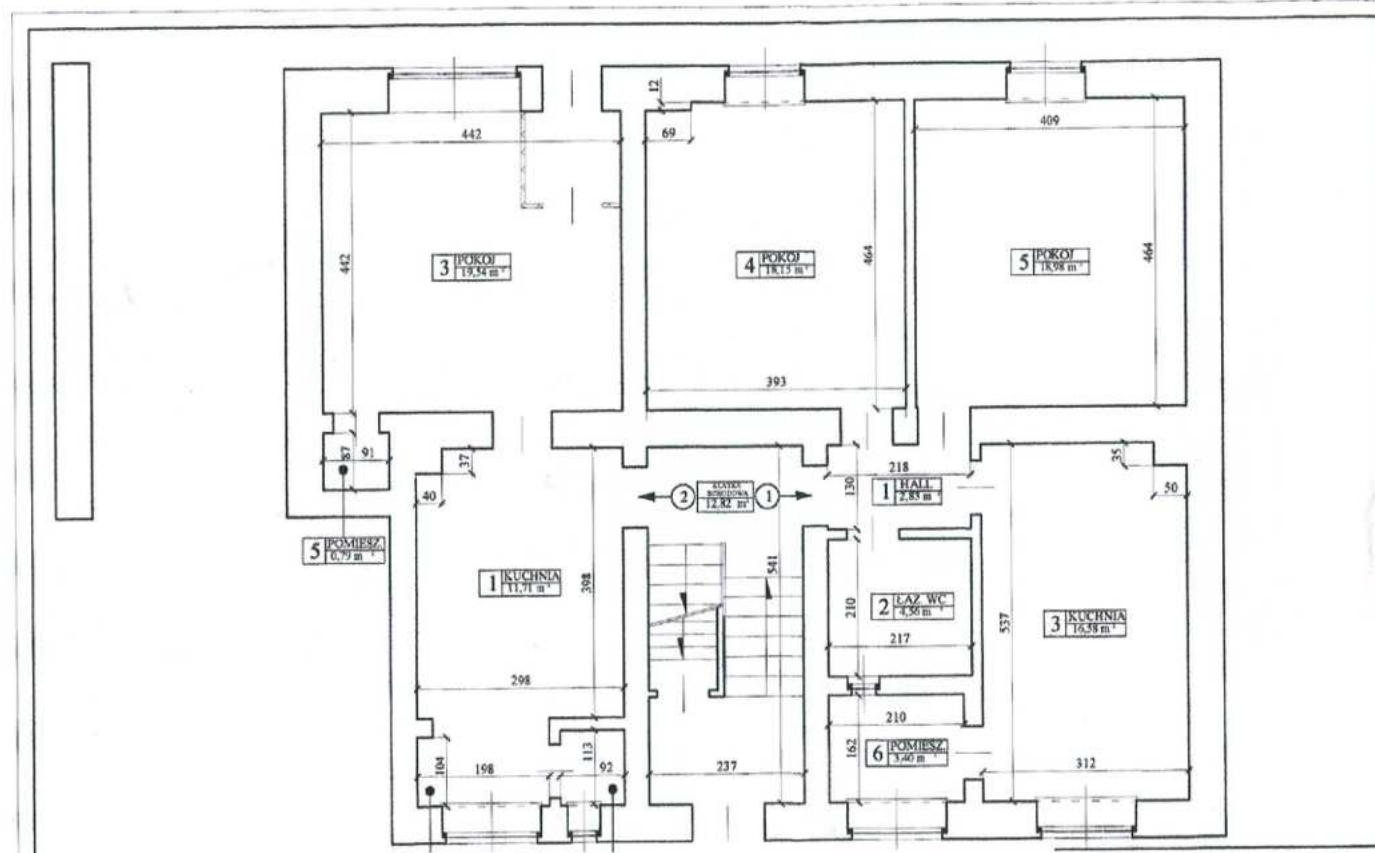 12
69
442
409
442
3 POKOJ
19,54 m²
4 POKOJ
18,15 m²
464
5 POKOJ
18,98 m²
464
393
87
91
37
40
2
KLATKA
SCHODOWA
12,82 m²
1
218
130
1 HALL
2,83 m²
35
50
5 POMIESZ.
0,79 m²
1 KUCHNIA
11,71 m²
398
541
210
2 ŁAZ. WC
4,56 m²
217
537
3 KUCHNIA
16,58 m²
298
210
104
198
113
92
237
162
6 POMIESZ.
3,40 m²
312